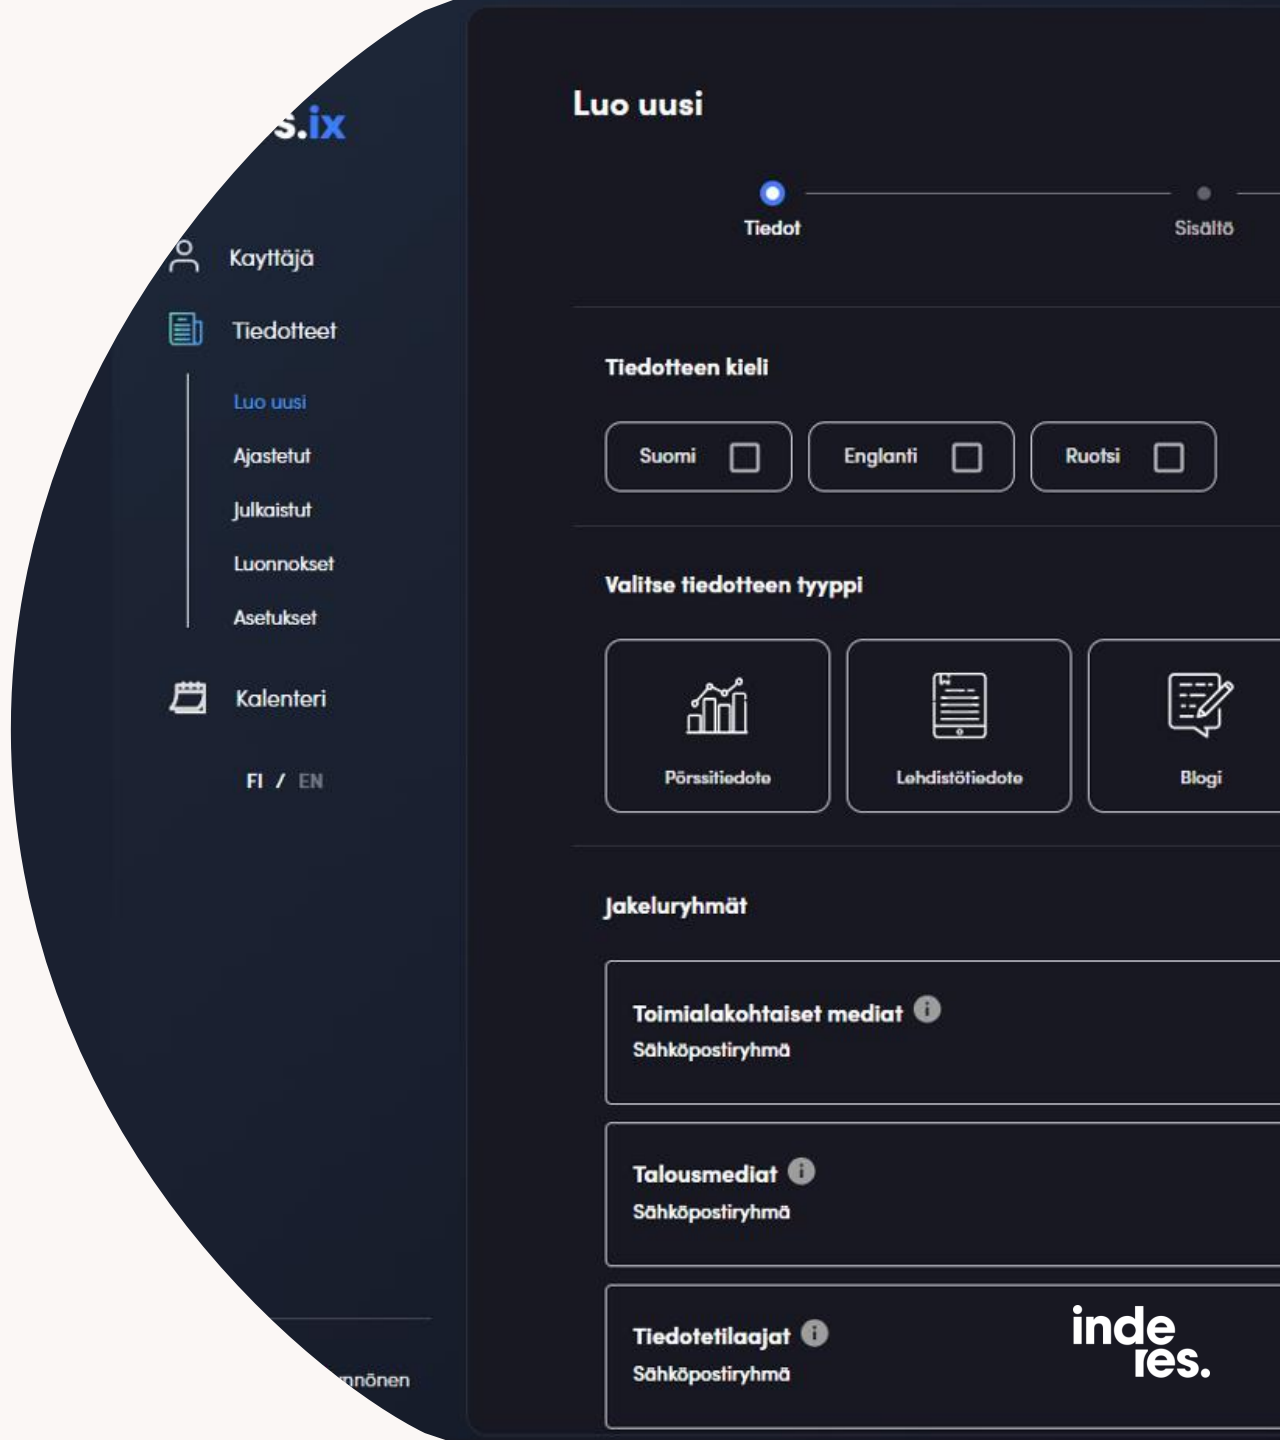 s.ix
Kayttäjä
Tiedotteet
Luo uusi
Ajastetut
Julkaistut
Luonnokset
Asetukset
Kalenteri
FI / EN
Luo uusi
Tiedot
Sisältö
Tiedotteen kieli
Suomi
Englanti
Ruotsi
Valitse tiedotteen tyyppi
Pörssitiedote
Lehdistötiedote
Blogi
Jakeluryhmät
Toimialakohtaiset mediat
Sähköpostiryhmä
Talousmediat
Sähköpostiryhmä
Tiedotetilaajat
Sähköpostiryhmä
inde
res.